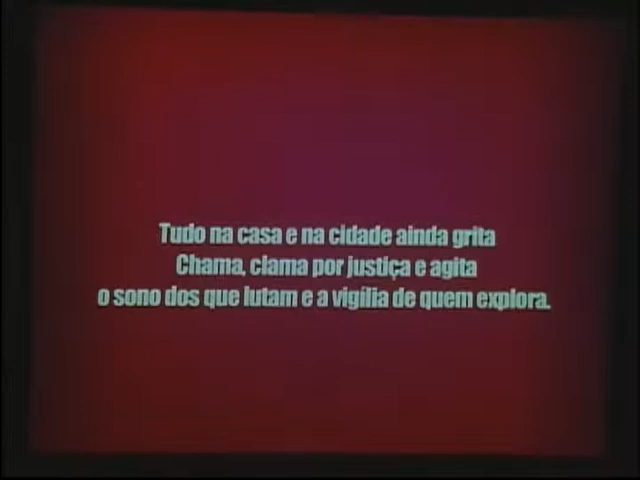 Tudo na casa e na cidade ainda grita
Chama, clama por justiça e agita
o sono dos que lutam e a vigília de quem explora.